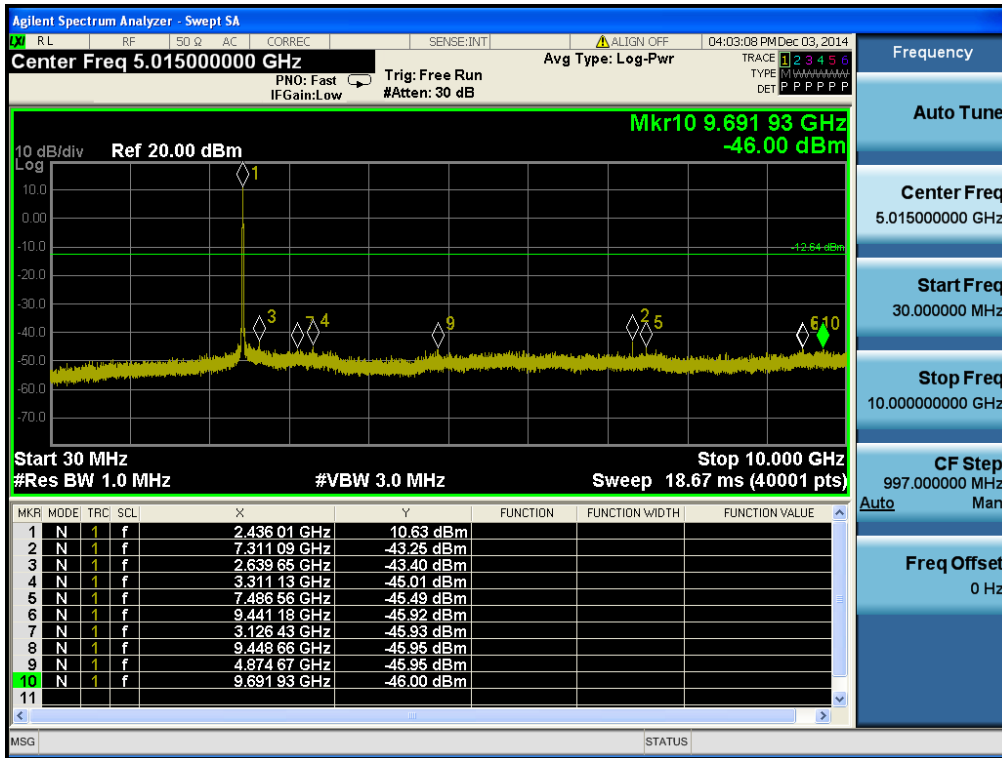 Agilent Spectrum Analyzer - Swept SA
LXI RL RF 50 Ω AC CORREC SENSE:INT ALIGN OFF 04:03:08 PM Dec 03, 2014
Center Freq 5.015000000 GHz
PNO: Fast
IFGain:Low
Trig: Free Run
#Atten: 30 dB
Avg Type: Log-Pwr
TRACE 1 2 3 4 5 6
TYPE M WWWWW
DET P P P P P P
Mkr10 9.691 93 GHz
-46.00 dBm
10 dB/div Ref 20.00 dBm
Log
1
10.0
0.00
-10.0
-12.64 dBm
-20.0
-30.0
3 7 4 9 2 5 6 10
-40.0
-50.0
-60.0
-70.0
Start 30 MHz Stop 10.000 GHz
#Res BW 1.0 MHz #VBW 3.0 MHz Sweep 18.67 ms (40001 pts)
MKR MODE TRC SCL X Y FUNCTION FUNCTION WIDTH FUNCTION VALUE
1 N 1 f 2.436 01 GHz 10.63 dBm
2 N 1 f 7.311 09 GHz -43.25 dBm
3 N 1 f 2.639 65 GHz -43.40 dBm
4 N 1 f 3.311 13 GHz -45.01 dBm
5 N 1 f 7.486 56 GHz -45.49 dBm
6 N 1 f 9.441 18 GHz -45.92 dBm
7 N 1 f 3.126 43 GHz -45.93 dBm
8 N 1 f 9.448 66 GHz -45.95 dBm
9 N 1 f 4.874 67 GHz -45.95 dBm
10 N 1 f 9.691 93 GHz -46.00 dBm
11
MSG STATUS
Frequency
Auto Tune
Center Freq
5.015000000 GHz
Start Freq
30.000000 MHz
Stop Freq
10.000000000 GHz
CF Step
997.000000 MHz
Auto Man
Freq Offset
0 Hz